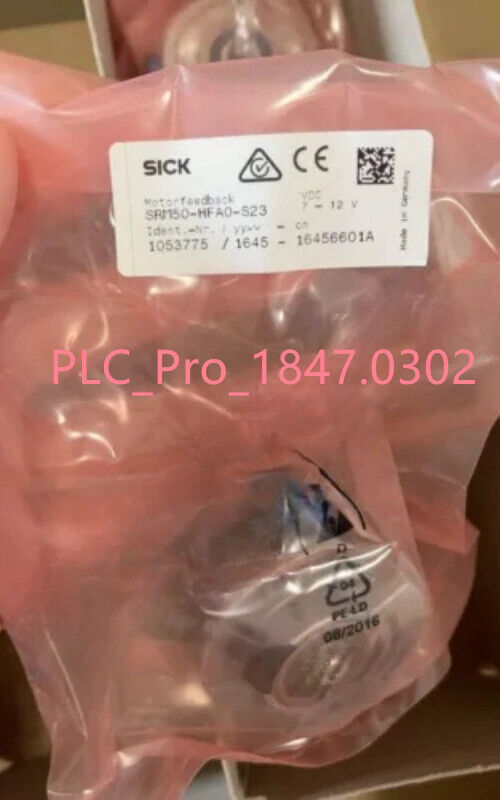 SICK
CE
Motorfeedback
SRM50-HFA0-S23
VDC
7 - 12 V
Ident.-Nr. / yyww - cn
1053775 / 1645 - 16456601A
Made in Germany
PLC_Pro_1847.0302
04
PE-LD
08/2016